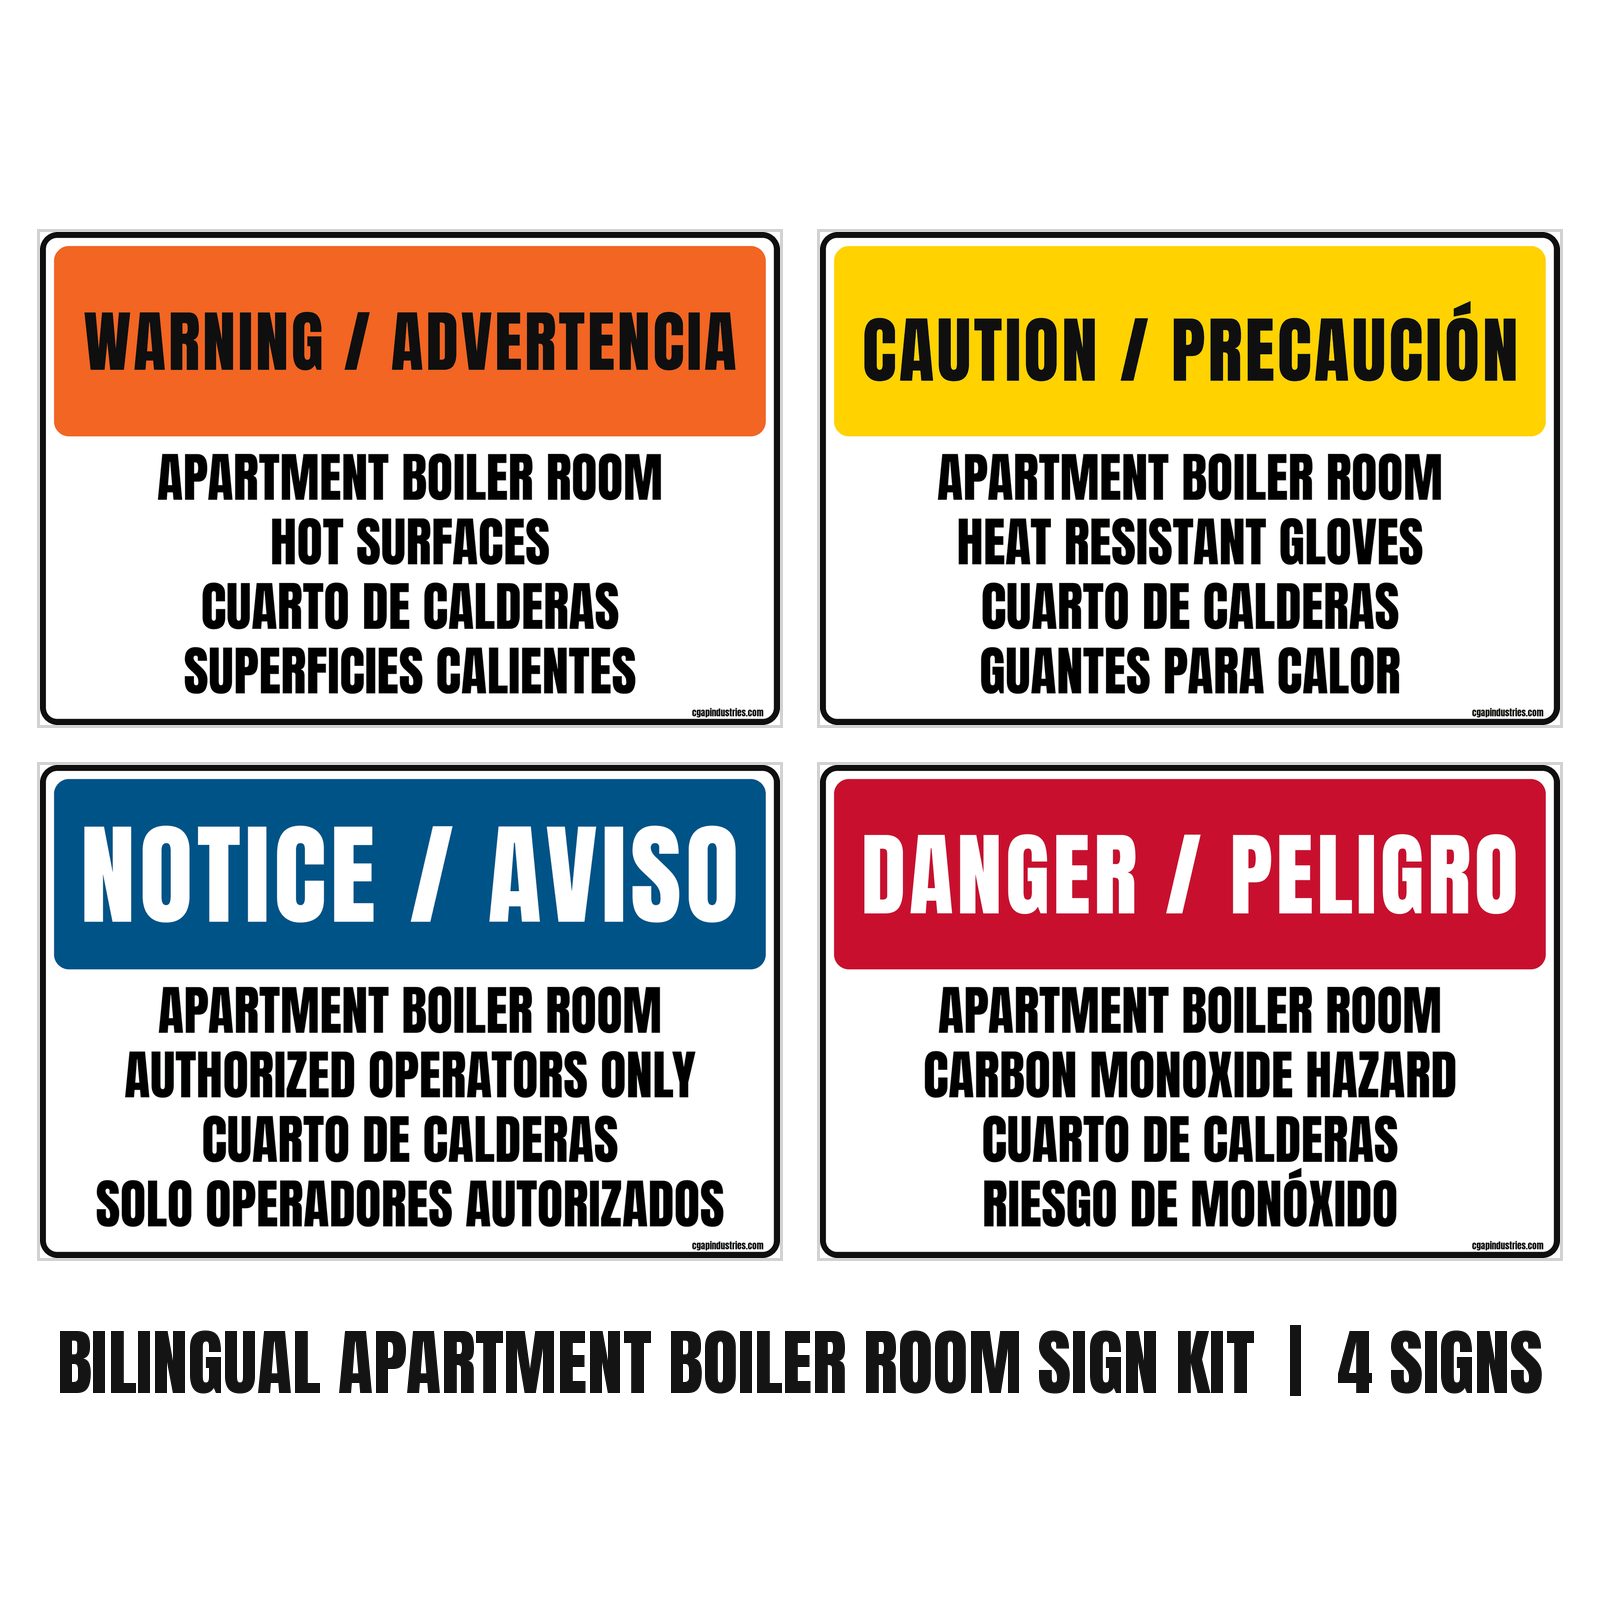 WARNING / ADVERTENCIA
APARTMENT BOILER ROOM
HOT SURFACES
CUARTO DE CALDERAS
SUPERFICIES CALIENTES
cgapindustries.com
CAUTION / PRECAUCIÓN
APARTMENT BOILER ROOM
HEAT RESISTANT GLOVES
CUARTO DE CALDERAS
GUANTES PARA CALOR
cgapindustries.com
NOTICE / AVISO
APARTMENT BOILER ROOM
AUTHORIZED OPERATORS ONLY
CUARTO DE CALDERAS
SOLO OPERADORES AUTORIZADOS
cgapindustries.com
DANGER / PELIGRO
APARTMENT BOILER ROOM
CARBON MONOXIDE HAZARD
CUARTO DE CALDERAS
RIESGO DE MONÓXIDO
cgapindustries.com
BILINGUAL APARTMENT BOILER ROOM SIGN KIT | 4 SIGNS